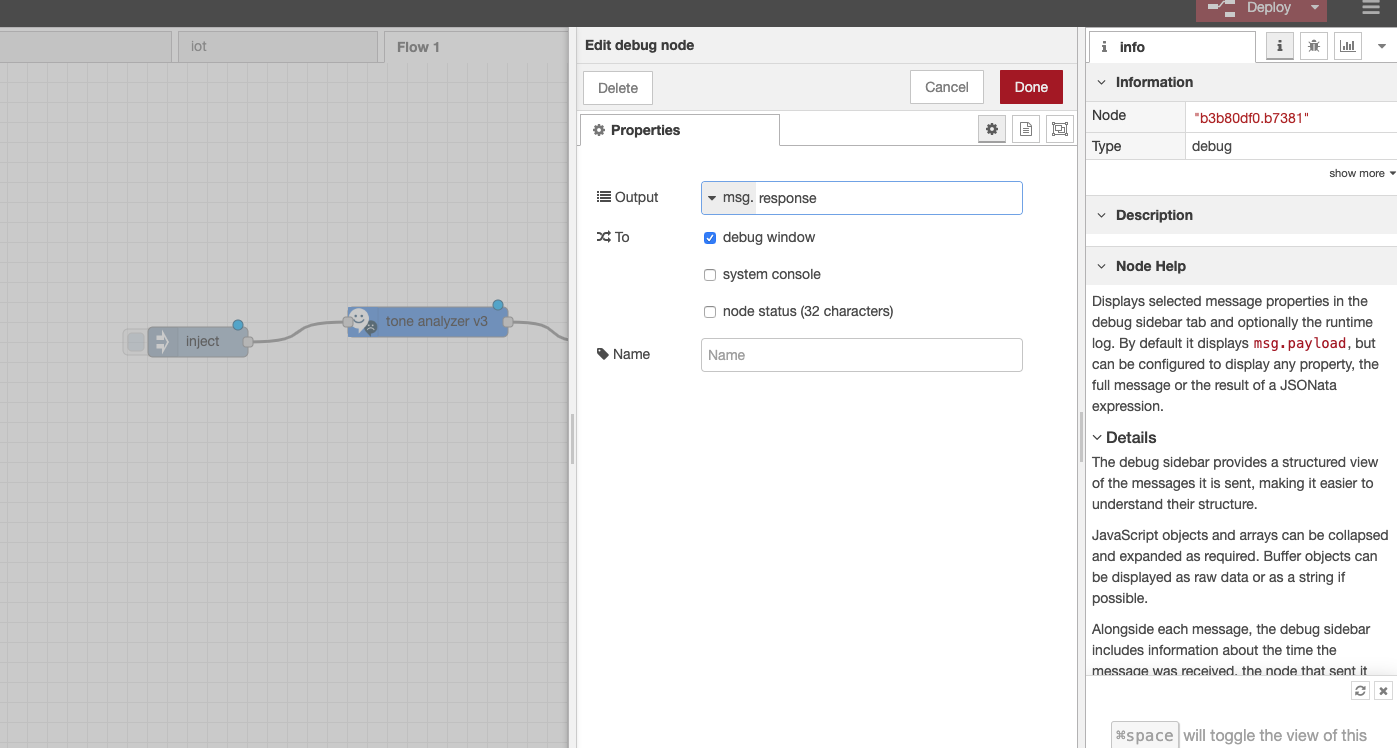 Deploy
iot
Flow 1
inject
tone analyzer v3
Edit debug node
Delete
Cancel
Done
Properties
Output
msg. response
To
debug window
system console
node status (32 characters)
Name
Name
i info
i
Information
Node "b3b80df0.b7381"
Type debug
show more
Description
Node Help
Displays selected message properties in the
debug sidebar tab and optionally the runtime
log. By default it displays msg.payload, but
can be configured to display any property, the
full message or the result of a JSONata
expression.
Details
The debug sidebar provides a structured view
of the messages it is sent, making it easier to
understand their structure.
JavaScript objects and arrays can be collapsed
and expanded as required. Buffer objects can
be displayed as raw data or as a string if
possible.
Alongside each message, the debug sidebar
includes information about the time the
message was received, the node that sent it
⌘space will toggle the view of this